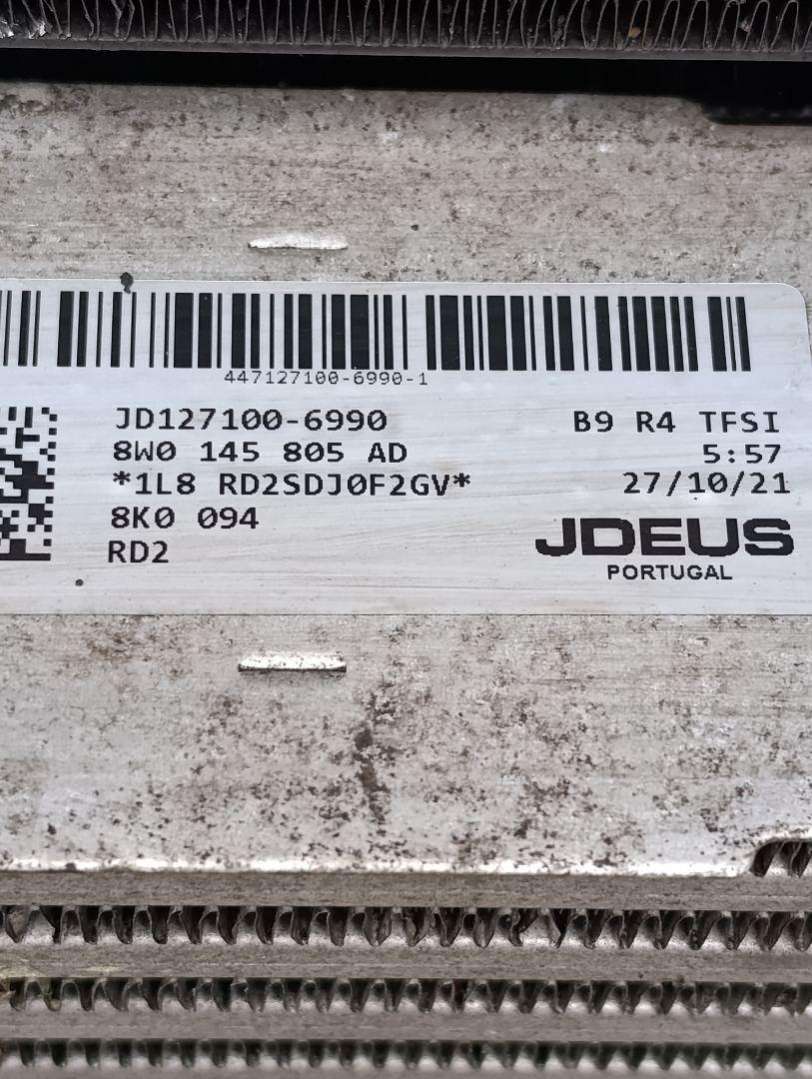 447127100-6990-1
JD127100-6990
B9 R4 TFSI
8W0 145 805 AD
5:57
*1L8 RD2SDJ0F2GV*
27/10/21
8K0 094
JDEUS
RD2
PORTUGAL